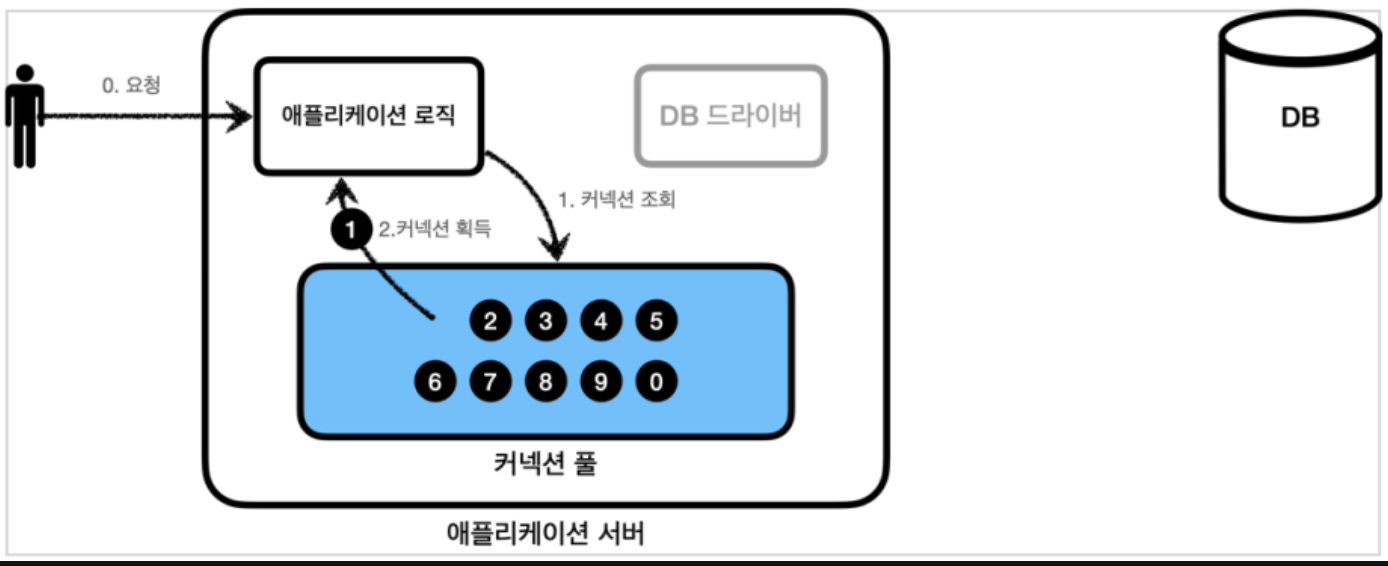 0. 요청
애플리케이션 로직
DB 드라이버
DB
1. 커넥션 조회
1
2.커넥션 획득
2 3 4 5
6 7 8 9 0
커넥션 풀
애플리케이션 서버